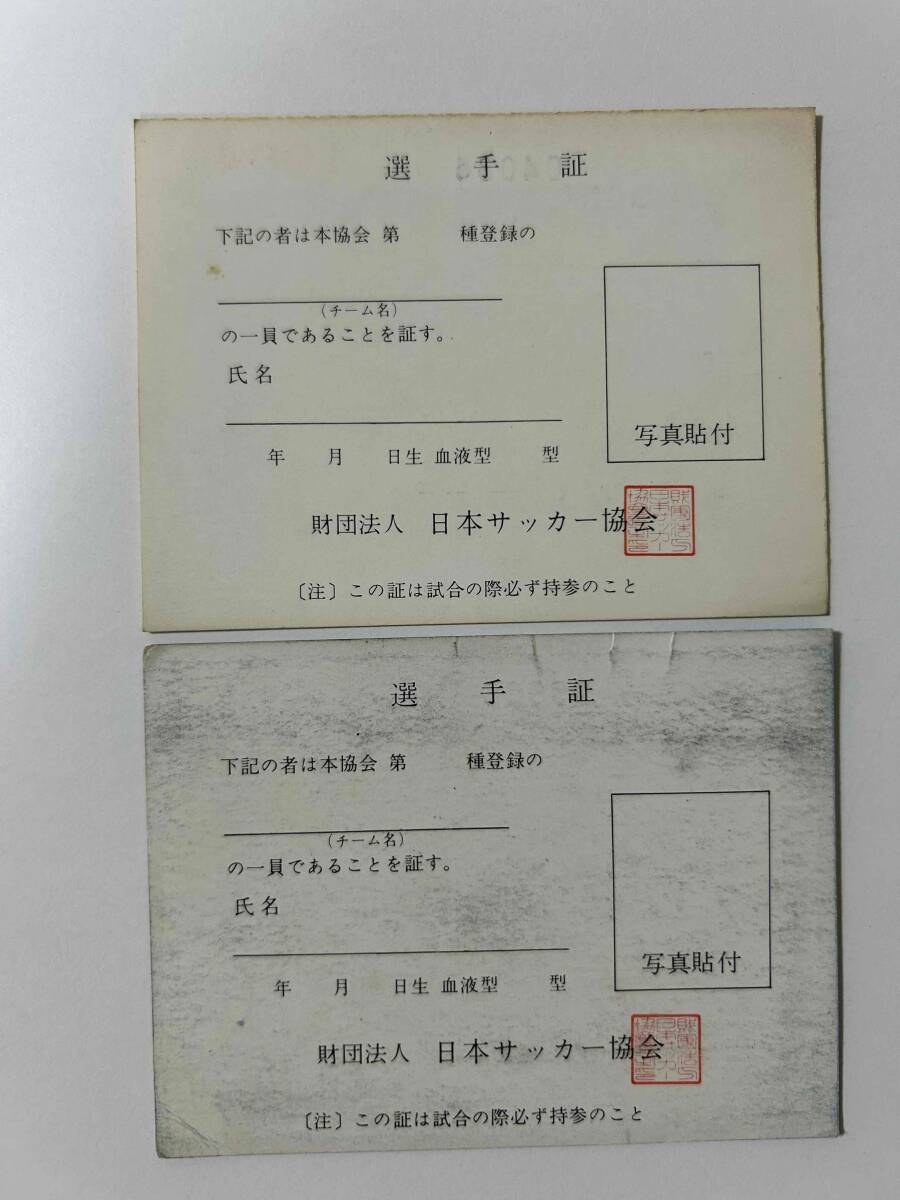 選手証
下記の者は本協会 第 種登録の
(チーム名)
の一員であることを証す。
氏名
写真貼付
年 月 日生 血液型 型
財団法人 日本サッカー協会
〔注〕この証は試合の際必ず持参のこと
選手証
下記の者は本協会 第 種登録の
(チーム名)
の一員であることを証す。
氏名
写真貼付
年 月 日生 血液型 型
財団法人 日本サッカー協会
〔注〕この証は試合の際必ず持参のこと